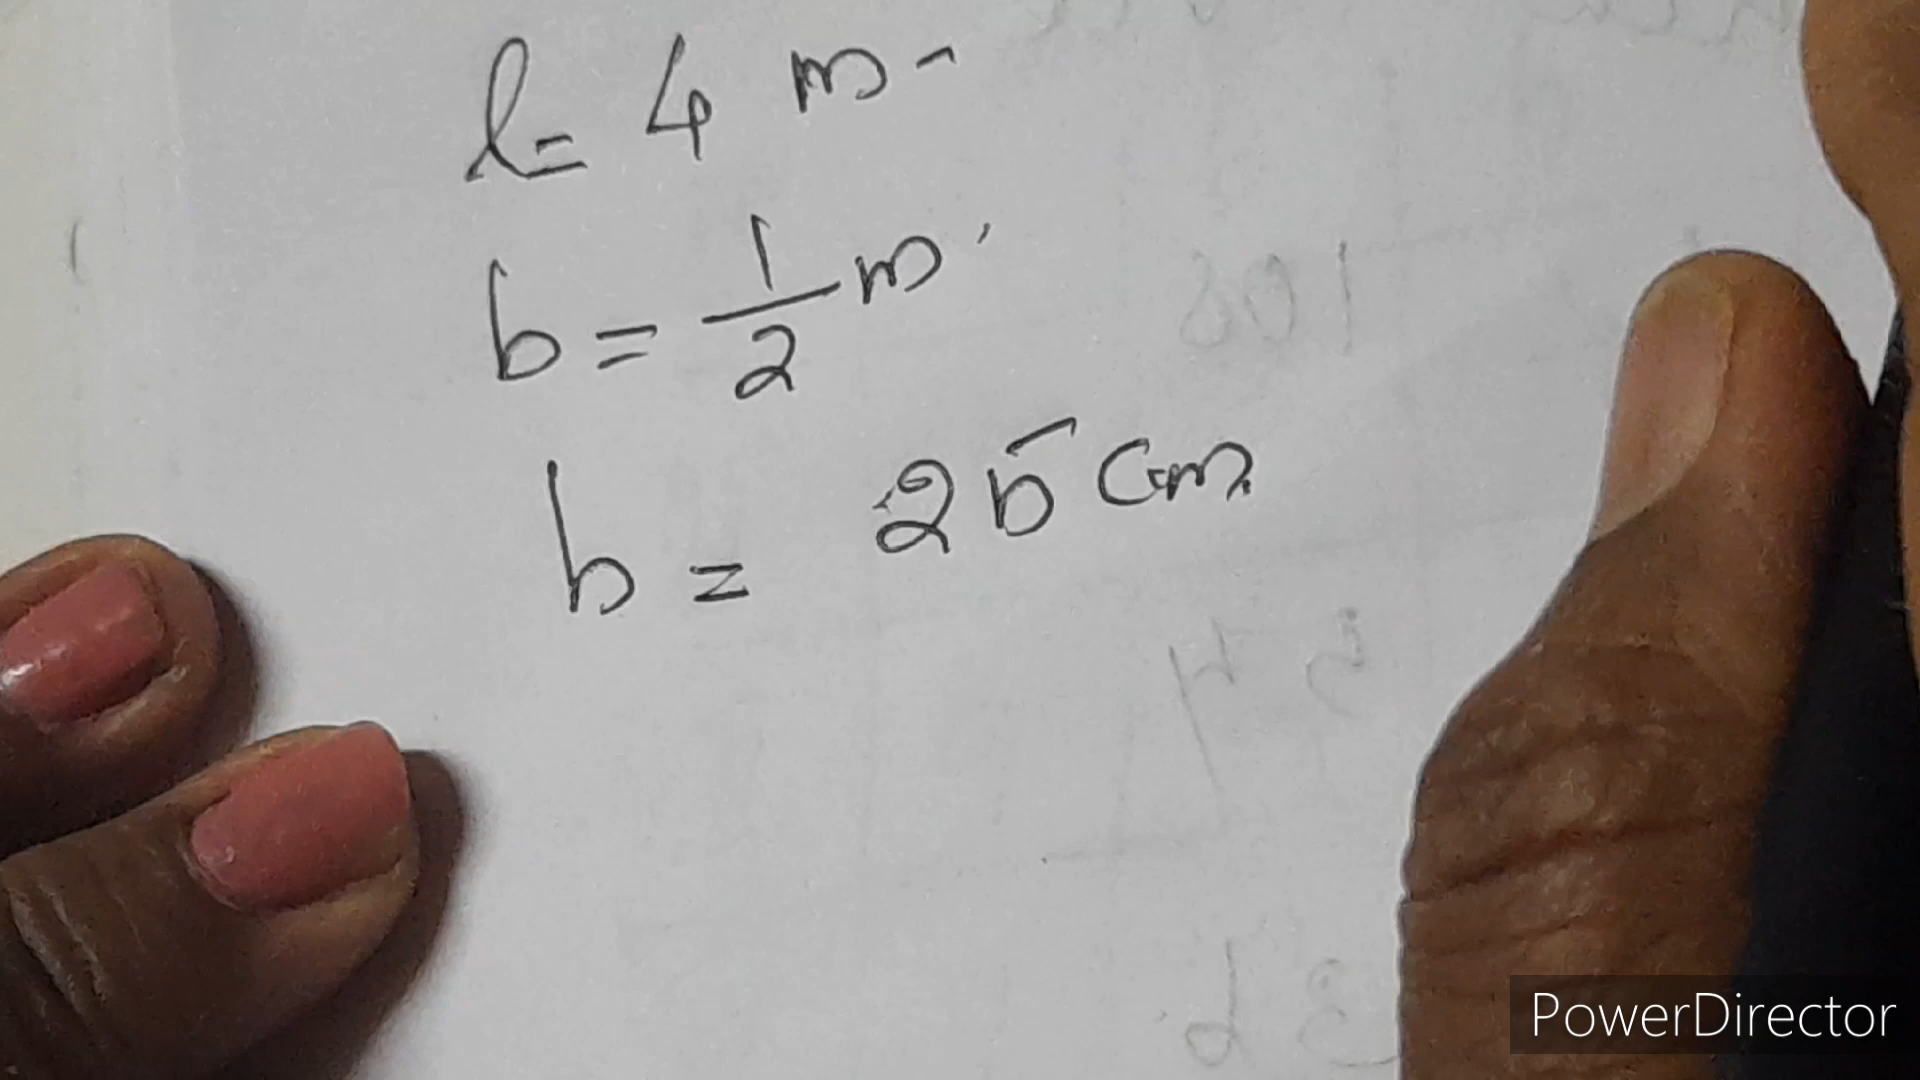 l = 4 m.
b = 1/2 m.
h = 25 cm.
PowerDirector